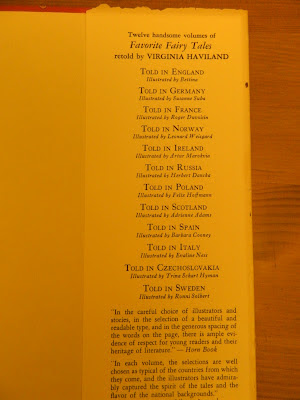 Twelve handsome volumes of
Favorite Fairy Tales
retold by VIRGINIA HAVILAND
TOLD IN ENGLAND
Illustrated by Bettina
TOLD IN GERMANY
Illustrated by Susanne Suba
TOLD IN FRANCE
Illustrated by Roger Duvoisin
TOLD IN NORWAY
Illustrated by Leonard Weisgard
TOLD IN IRELAND
Illustrated by Artur Marokvia
TOLD IN RUSSIA
Illustrated by Herbert Danska
TOLD IN POLAND
Illustrated by Felix Hoffmann
TOLD IN SCOTLAND
Illustrated by Adrienne Adams
TOLD IN SPAIN
Illustrated by Barbara Cooney
TOLD IN ITALY
Illustrated by Evaline Ness
TOLD IN CZECHOSLOVAKIA
Illustrated by Trina Schart Hyman
TOLD IN SWEDEN
Illustrated by Ronni Solbert
"In the careful choice of illustrators and
stories, in the selection of a beautiful and
readable type, and in the generous spacing of
the words on the page, there is ample evi-
dence of respect for young readers and their
heritage of literature." — Horn Book
"In each volume, the selections are well
chosen as typical of the countries from which
they come, and the illustrators have admira-
bly captured the spirit of the tales and the
flavor of the national backgrounds."